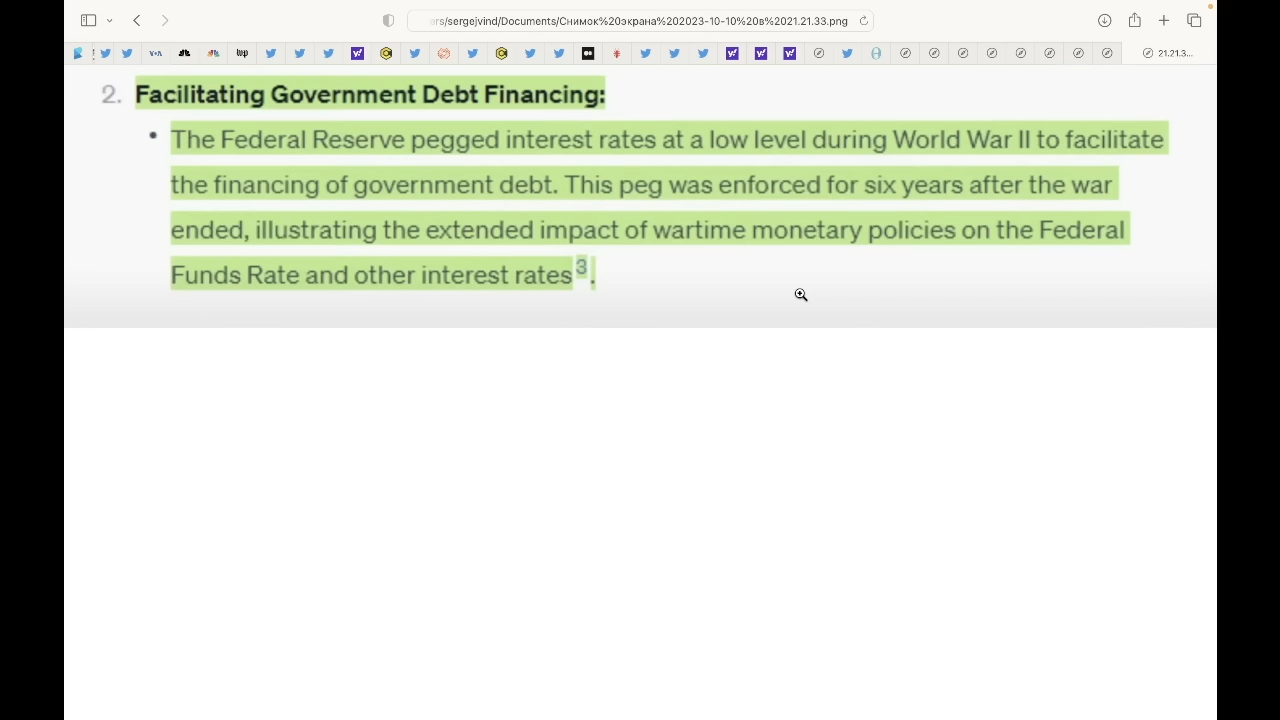 ers/sergejvind/Documents/Снимок%20экрана%202023-10-10%20в%2021.21.33.png
VOA
wp
21.21.3...
2. Facilitating Government Debt Financing:
• The Federal Reserve pegged interest rates at a low level during World War II to facilitate
the financing of government debt. This peg was enforced for six years after the war
ended, illustrating the extended impact of wartime monetary policies on the Federal
Funds Rate and other interest rates 3.